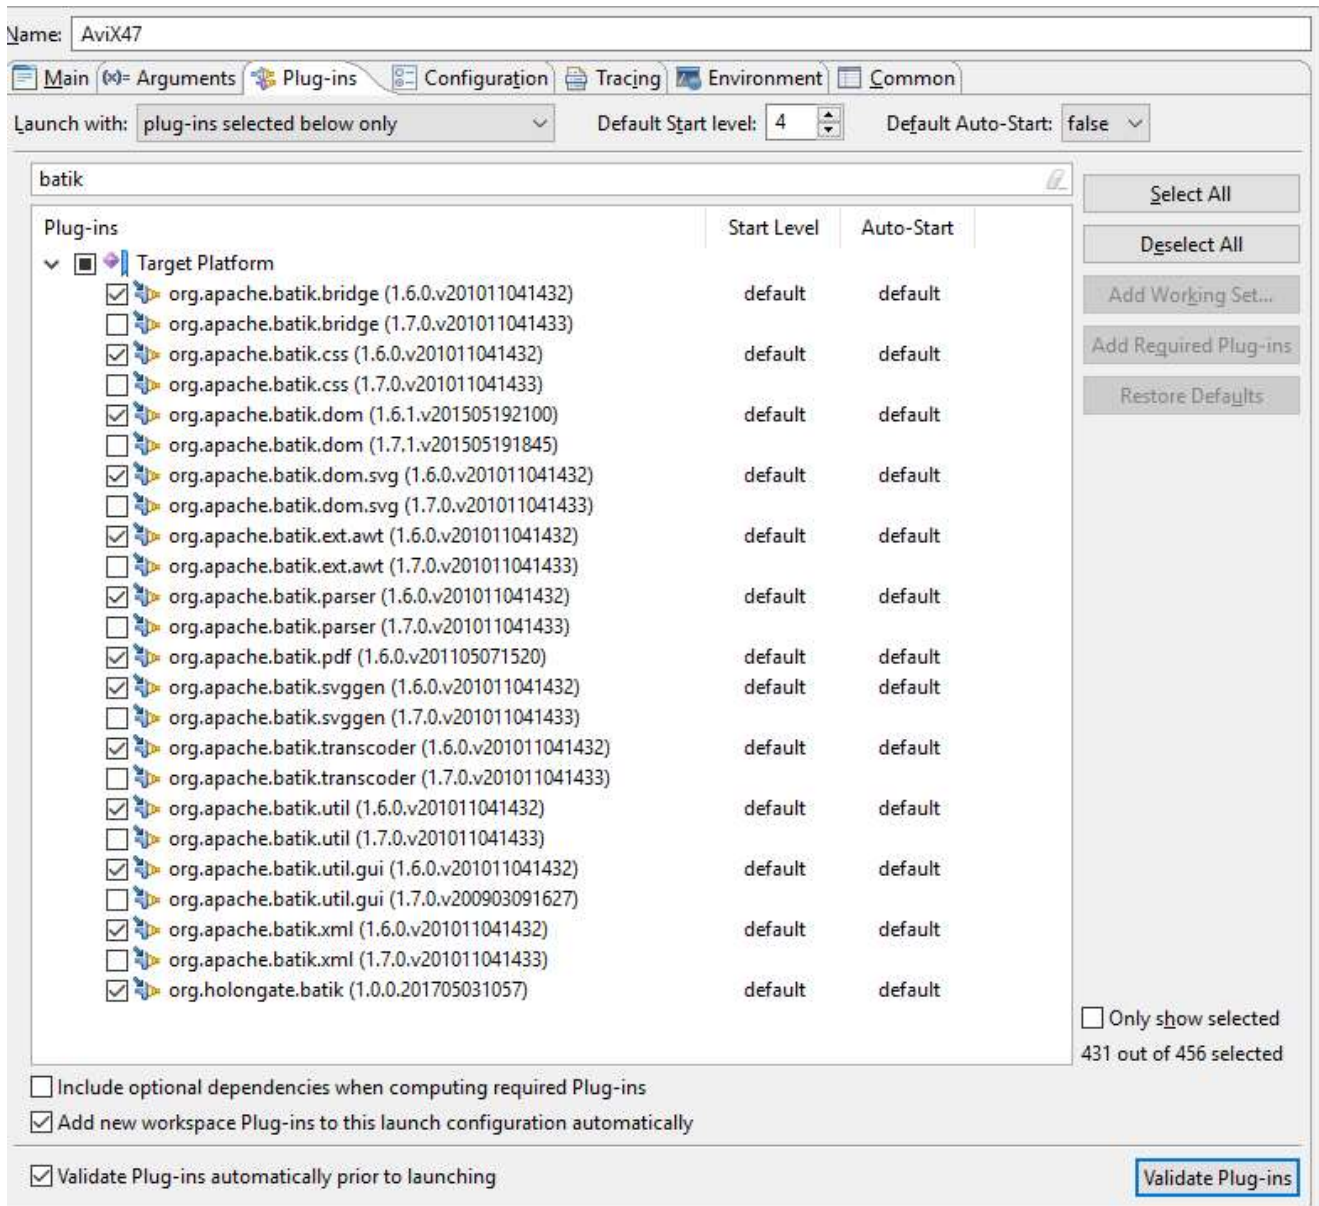 Name: AviX47
Main (x)= Arguments Plug-ins Configuration Tracing Environment Common
Launch with: plug-ins selected below only Default Start level: 4 Default Auto-Start: false
batik
Select All
Plug-ins Start Level Auto-Start
Deselect All
Target Platform
org.apache.batik.bridge (1.6.0.v201011041432) default default
Add Working Set...
org.apache.batik.bridge (1.7.0.v201011041433)
org.apache.batik.css (1.6.0.v201011041432) default default
Add Required Plug-ins
org.apache.batik.css (1.7.0.v201011041433)
Restore Defaults
org.apache.batik.dom (1.6.1.v201505192100) default default
org.apache.batik.dom (1.7.1.v201505191845)
org.apache.batik.dom.svg (1.6.0.v201011041432) default default
org.apache.batik.dom.svg (1.7.0.v201011041433)
org.apache.batik.ext.awt (1.6.0.v201011041432) default default
org.apache.batik.ext.awt (1.7.0.v201011041433)
org.apache.batik.parser (1.6.0.v201011041432) default default
org.apache.batik.parser (1.7.0.v201011041433)
org.apache.batik.pdf (1.6.0.v201105071520) default default
org.apache.batik.svggen (1.6.0.v201011041432) default default
org.apache.batik.svggen (1.7.0.v201011041433)
org.apache.batik.transcoder (1.6.0.v201011041432) default default
org.apache.batik.transcoder (1.7.0.v201011041433)
org.apache.batik.util (1.6.0.v201011041432) default default
org.apache.batik.util (1.7.0.v201011041433)
org.apache.batik.util.gui (1.6.0.v201011041432) default default
org.apache.batik.util.gui (1.7.0.v200903091627)
org.apache.batik.xml (1.6.0.v201011041432) default default
org.apache.batik.xml (1.7.0.v201011041433)
org.holongate.batik (1.0.0.201705031057) default default
Only show selected
431 out of 456 selected
Include optional dependencies when computing required Plug-ins
Add new workspace Plug-ins to this launch configuration automatically
Validate Plug-ins automatically prior to launching
Validate Plug-ins